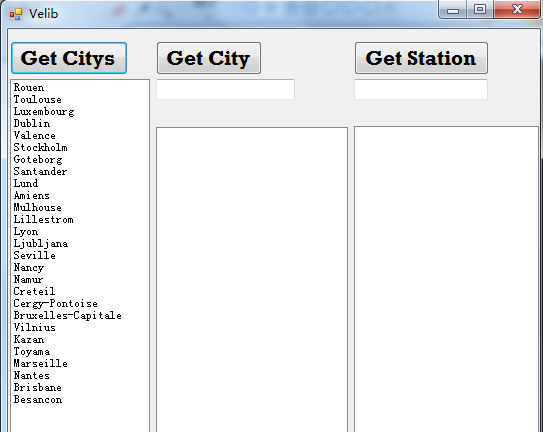 Velib
Get Citys
Get City
Get Station
Rouen
Toulouse
Luxembourg
Dublin
Valence
Stockholm
Goteborg
Santander
Lund
Amiens
Mulhouse
Lillestrom
Lyon
Ljubljana
Seville
Nancy
Namur
Creteil
Cergy-Pontoise
Bruxelles-Capitale
Vilnius
Kazan
Toyama
Marseille
Nantes
Brisbane
Besancon